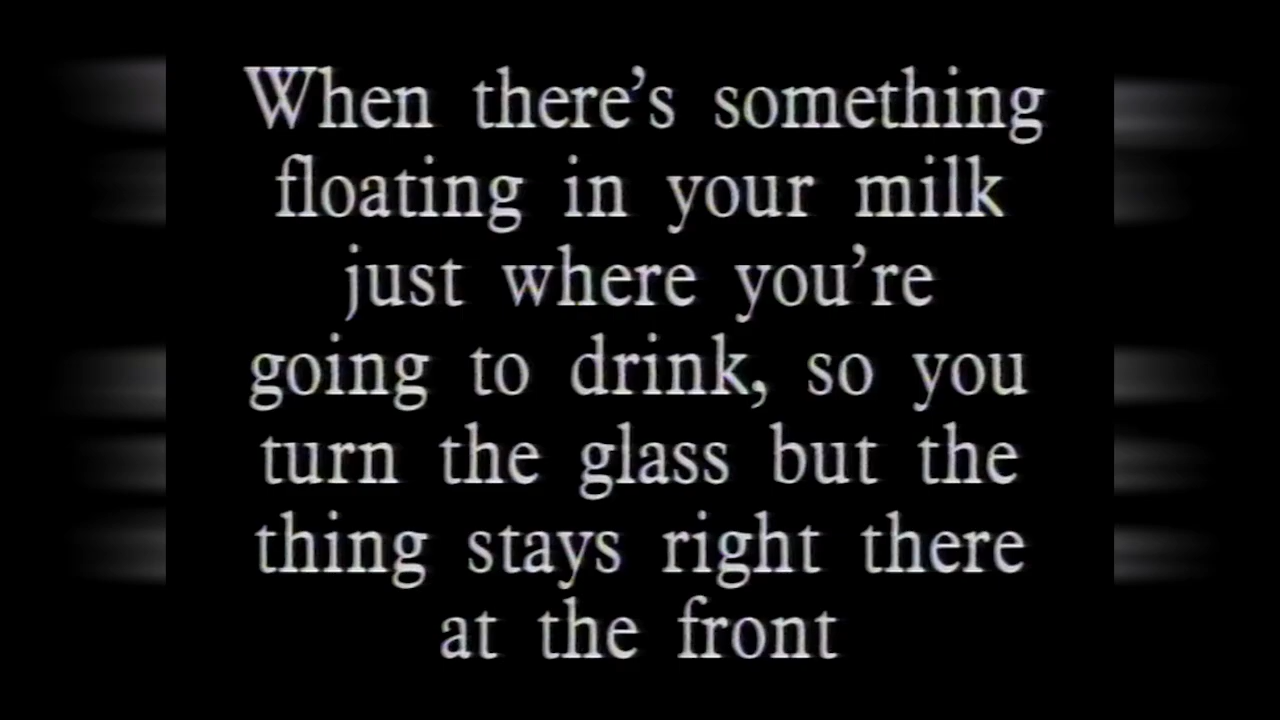 When there's something
floating in your milk
just where you're
going to drink, so you
turn the glass but the
thing stays right there
at the front